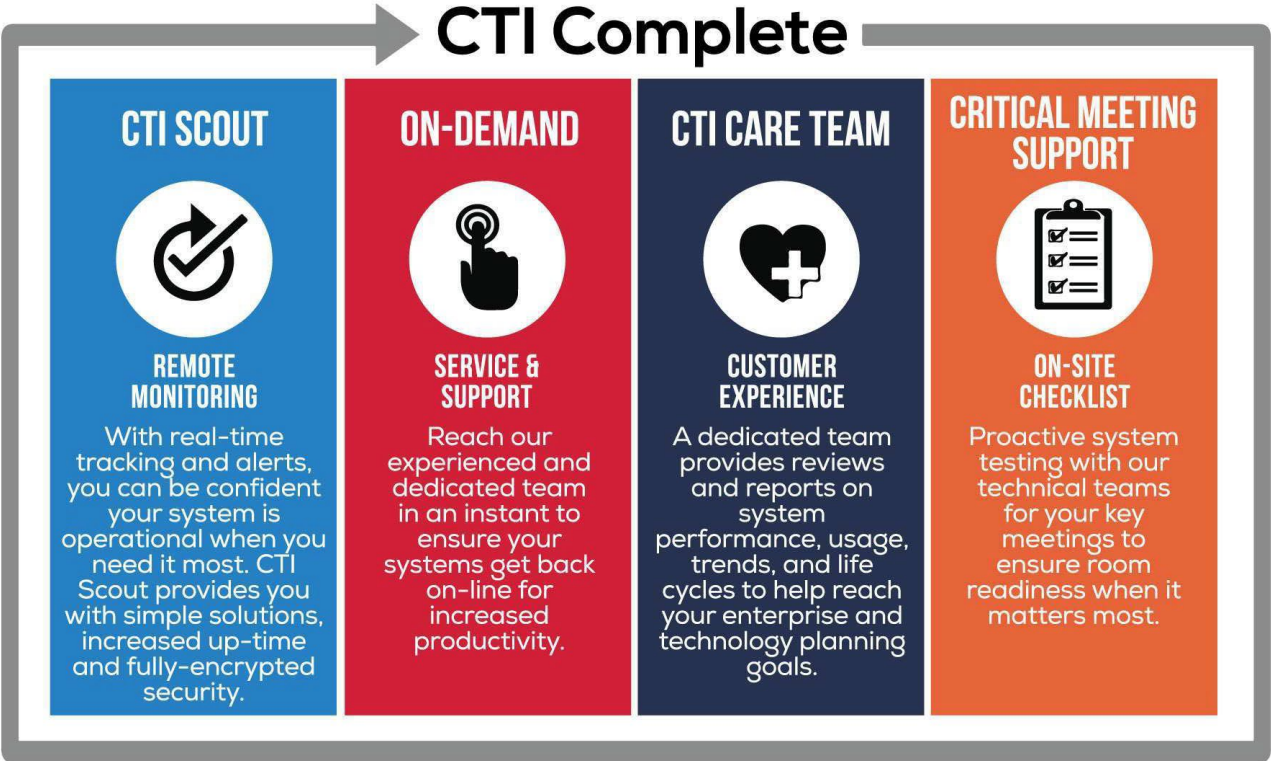 CTI Complete
CTI SCOUT
REMOTE
MONITORING
With real-time
tracking and alerts,
you can be confident
your system is
operational when you
need it most. CTI
Scout provides you
with simple solutions,
increased up-time
and fully-encrypted
security.
ON-DEMAND
SERVICE &
SUPPORT
Reach our
experienced and
dedicated team
in an instant to
ensure your
systems get back
on-line for
increased
productivity.
CTI CARE TEAM
CUSTOMER
EXPERIENCE
A dedicated team
provides reviews
and reports on
system
performance, usage,
trends, and life
cycles to help reach
your enterprise and
technology planning
goals.
CRITICAL MEETING
SUPPORT
ON-SITE
CHECKLIST
Proactive system
testing with our
technical teams
for your key
meetings to
ensure room
readiness when it
matters most.